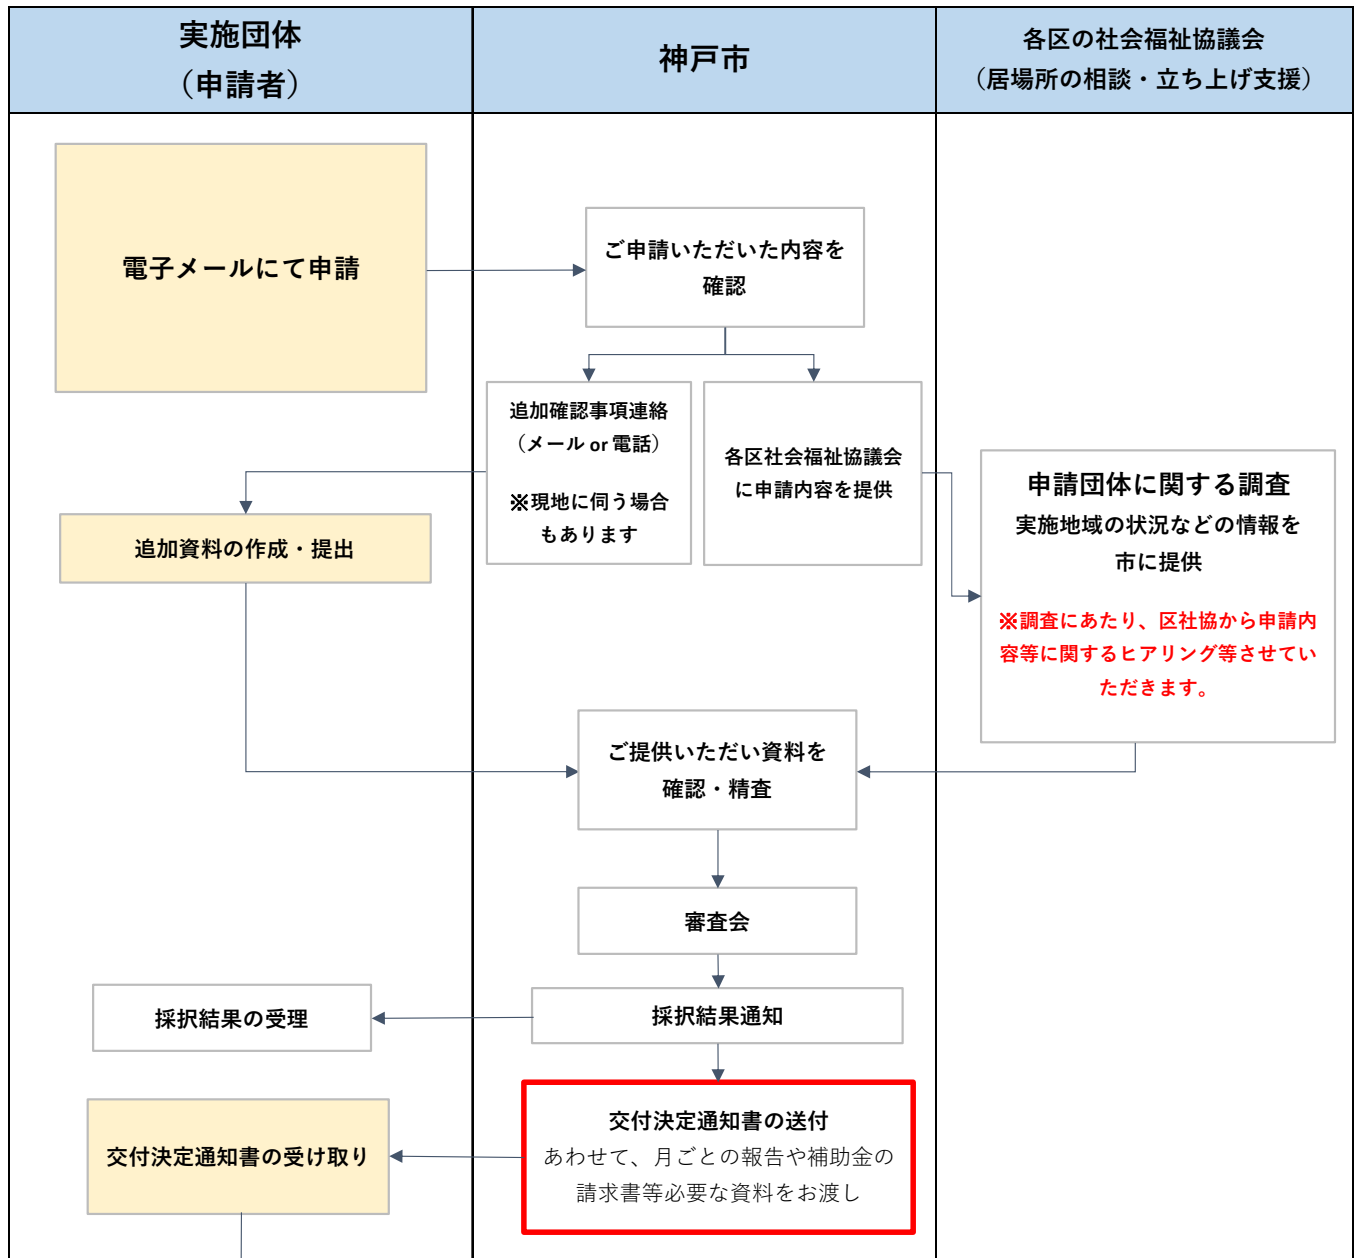 実施団体
（申請者）
神戸市
各区の社会福祉協議会
（居場所の相談・立ち上げ支援）
電子メールにて申請
ご申請いただいた内容を
確認
追加確認事項連絡
（メール or 電話）
※現地に伺う場合
もあります
各区社会福祉協議会
に申請内容を提供
申請団体に関する調査
実施地域の状況などの情報を
市に提供
※調査にあたり、区社協から申請内
容等に関するヒアリング等させてい
ただきます。
追加資料の作成・提出
ご提供いただい資料を
確認・精査
審査会
採択結果通知
採択結果の受理
交付決定通知書の送付
あわせて、月ごとの報告や補助金の
請求書等必要な資料をお渡し
交付決定通知書の受け取り